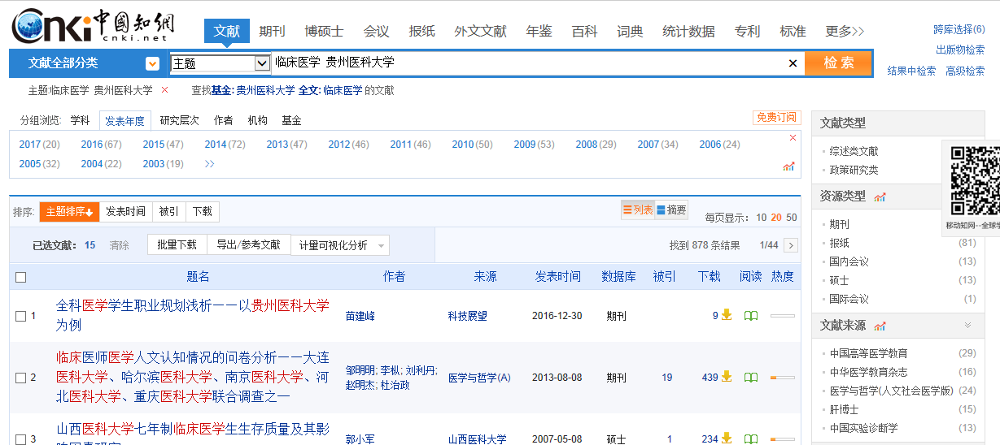 Cnki中国知网
cnki.net
文献 期刊 博硕士 会议 报纸 外文文献 年鉴 百科 词典 统计数据 专利 标准 更多>>
跨库选择(6)
出版物检索
文献全部分类 主题 临床医学 贵州医科大学 × 检索
结果中检索 高级检索
主题:临床医学 贵州医科大学 × 查找基金:贵州医科大学 全文:临床医学 的文献
分组浏览: 学科 发表年度 研究层次 作者 机构 基金 免费订阅
2017(20) 2016(67) 2015(47) 2014(72) 2013(47) 2012(46) 2011(46) 2010(50) 2009(53) 2008(29) 2007(34) 2006(24)
2005(32) 2004(22) 2003(19) >>
排序: 主题排序 发表时间 被引 下载 列表 摘要 每页显示: 10 20 50
已选文献: 15 清除 批量下载 导出/参考文献 计量可视化分析 找到 878 条结果 1/44 >
题名 作者 来源 发表时间 数据库 被引 下载 阅读 热度
1 全科医学学生职业规划浅析——以贵州医科大学
为例
苗建峰 科技展望 2016-12-30 期刊 9
临床医师医学人文认知情况的问卷分析——大连
2 医科大学、哈尔滨医科大学、南京医科大学、河
北医科大学、重庆医科大学联合调查之一
邹明明; 李枞; 刘利丹;
赵明杰; 杜治政
医学与哲学(A) 2013-08-08 期刊 19 439
山西医科大学七年制临床医学生生存质量及其影
3 郭小军 山西医科大学 2007-05-08 硕士 1 234
文献类型
综述类文献
政策研究类
资源类型
期刊
报纸 (81)
国内会议 (13)
硕士 (13)
国际会议 (1)
文献来源
中国高等医学教育 (29)
中华医学教育杂志 (16)
医学与哲学(人文社会医学版) (24)
肝博士 (15)
中国实验诊断学 (13)
移动知网--全球学